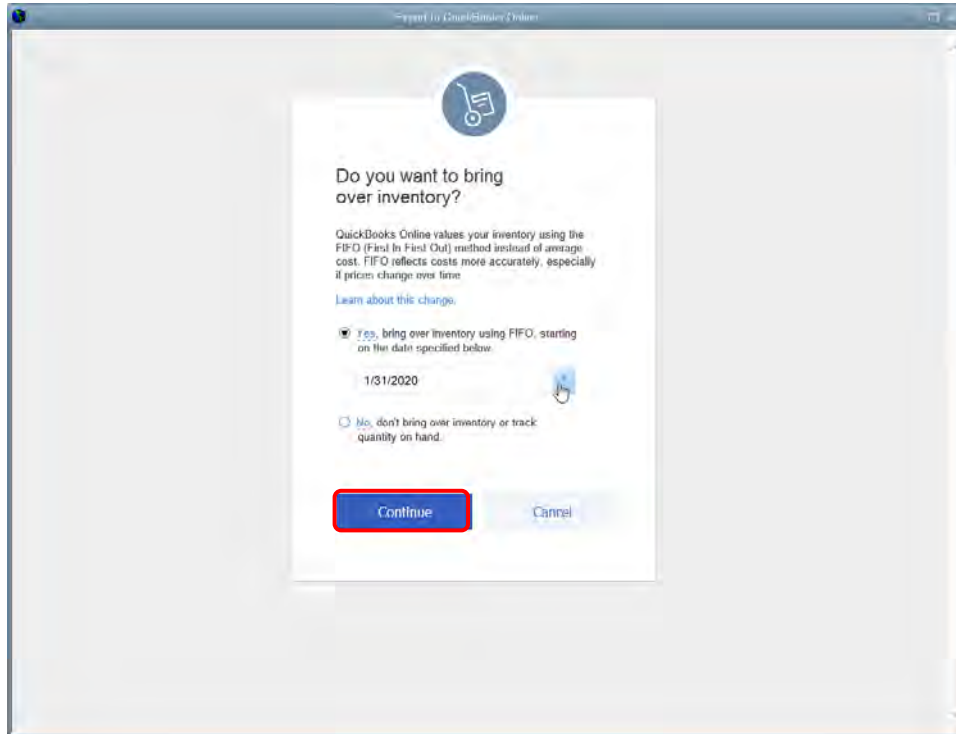 Export to QuickBooks Online
Do you want to bring
over inventory?
QuickBooks Online values your inventory using the
FIFO (First In First Out) method instead of average
cost. FIFO reflects costs more accurately, especially
if prices change over time
Learn about this change.
Yes, bring over inventory using FIFO, starting
on the date specified below.
1/31/2020
No, don't bring over inventory or track
quantity on hand.
Continue
Cancel